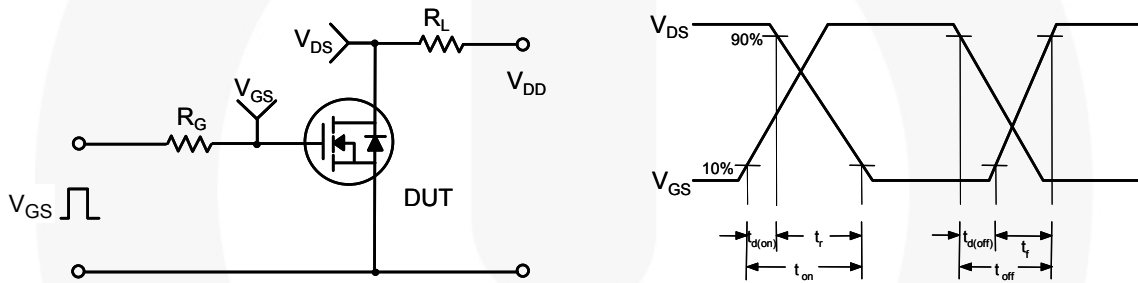 R_L
V_DS
V_DD
V_GS
R_G
V_GS
DUT
V_DS
90%
10%
V_GS
t_d(on)
t_r
t_d(off)
t_f
t_on
t_off